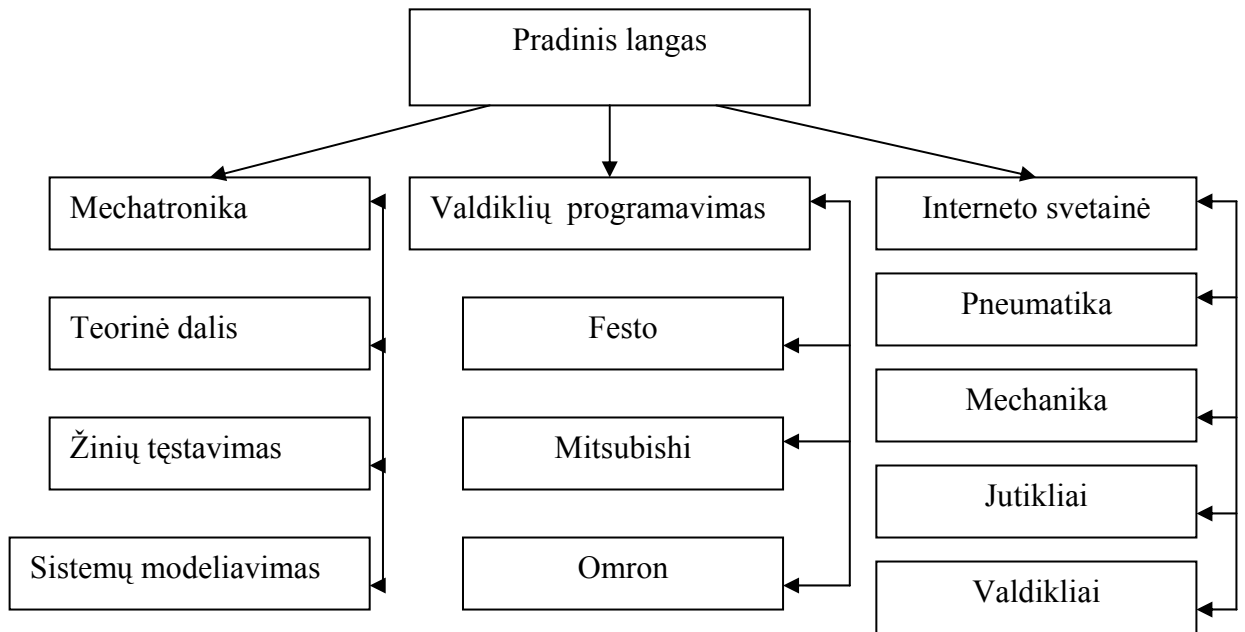 Pradinis langas
Mechatronika
Teorinė dalis
Žinių tęstavimas
Sistemų modeliavimas
Valdiklių programavimas
Festo
Mitsubishi
Omron
Interneto svetainė
Pneumatika
Mechanika
Jutikliai
Valdikliai